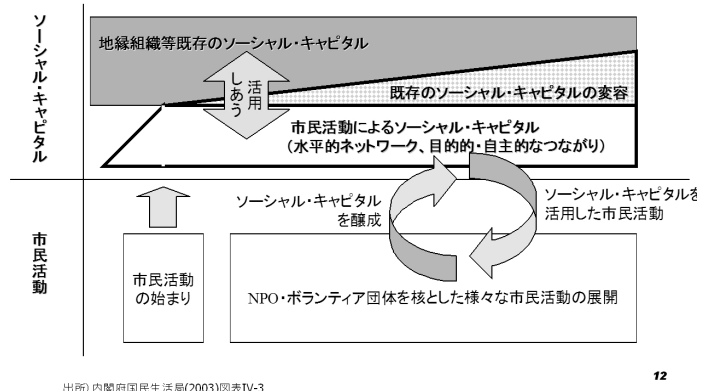 ソーシャル・キャピタル
地縁組織等既存のソーシャル・キャピタル
活用
しあう
既存のソーシャル・キャピタルの変容
市民活動によるソーシャル・キャピタル
(水平的ネットワーク、目的的・自主的なつながり)
ソーシャル・キャピタル
を醸成
ソーシャル・キャピタルを
活用した市民活動
市民活動
市民活動
の始まり
NPO・ボランティア団体を核とした様々な市民活動の展開
12
出所) 内閣府国民生活局(2003)図表IV-3